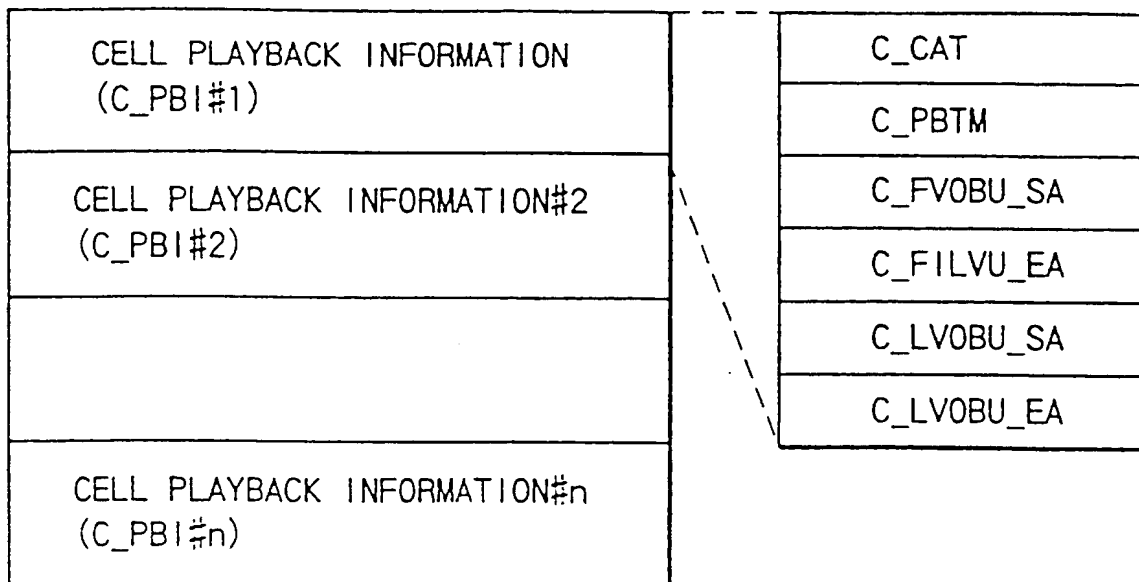 CELL PLAYBACK INFORMATION
(C_PBI#1)
CELL PLAYBACK INFORMATION#2
(C_PBI#2)
CELL PLAYBACK INFORMATION#n
(C_PBI#n)
C_CAT
C_PBTM
C_FVOBU_SA
C_FILVU_EA
C_LVOBU_SA
C_LVOBU_EA